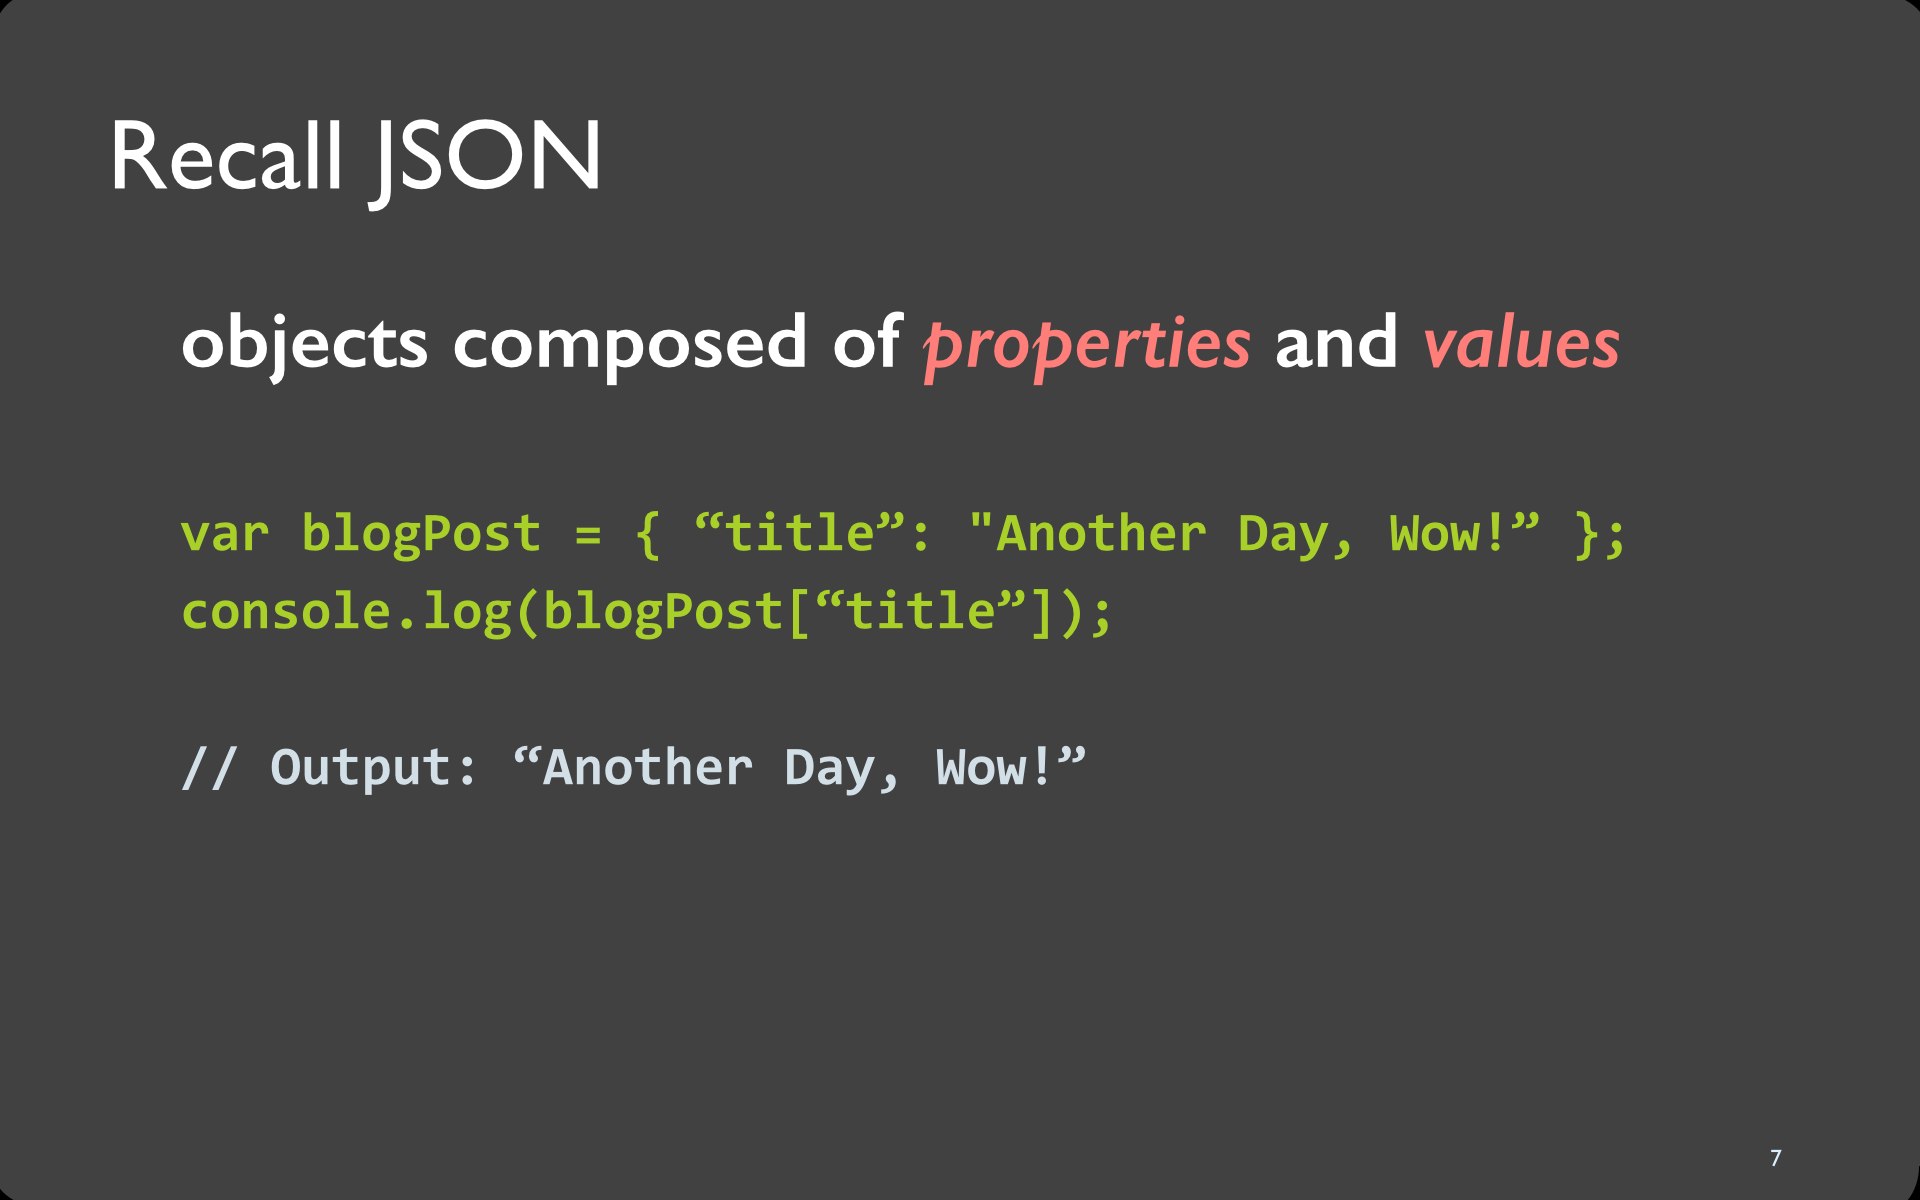 Recall JSON
objects composed of properties and values
var blogPost = { “title”: "Another Day, Wow!” };
console.log(blogPost[“title”]);
// Output: “Another Day, Wow!”
7